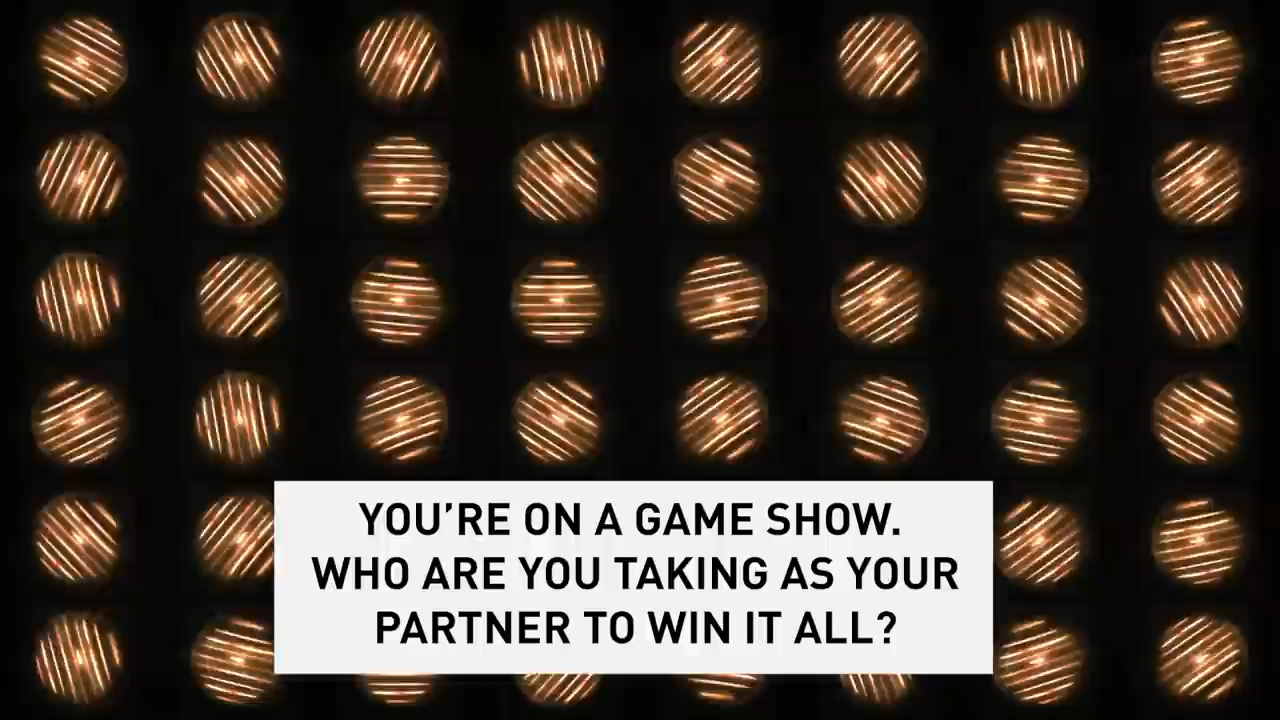 YOU’RE ON A GAME SHOW.
WHO ARE YOU TAKING AS YOUR
PARTNER TO WIN IT ALL?